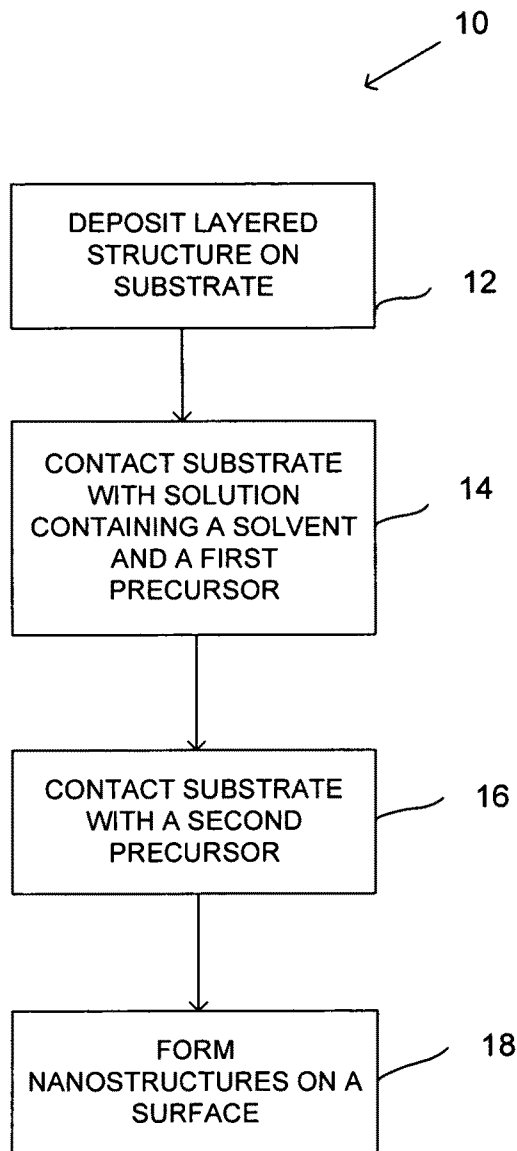 10
DEPOSIT LAYERED
STRUCTURE ON
SUBSTRATE
12
CONTACT SUBSTRATE
WITH SOLUTION
CONTAINING A SOLVENT
AND A FIRST
PRECURSOR
14
CONTACT SUBSTRATE
WITH A SECOND
PRECURSOR
16
FORM
NANOSTRUCTURES ON A
SURFACE
18